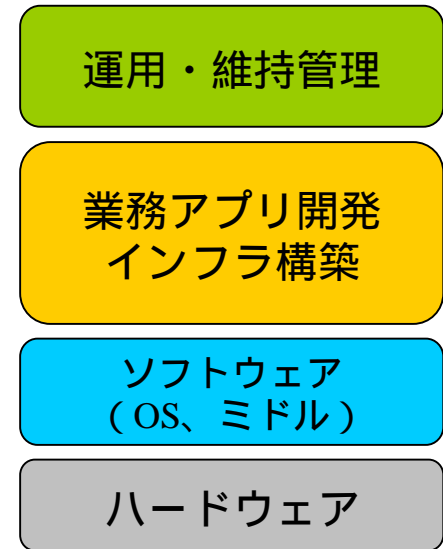 運用・維持管理
業務アプリ開発
インフラ構築
ソフトウェア
(OS、ミドル)
ハードウェア